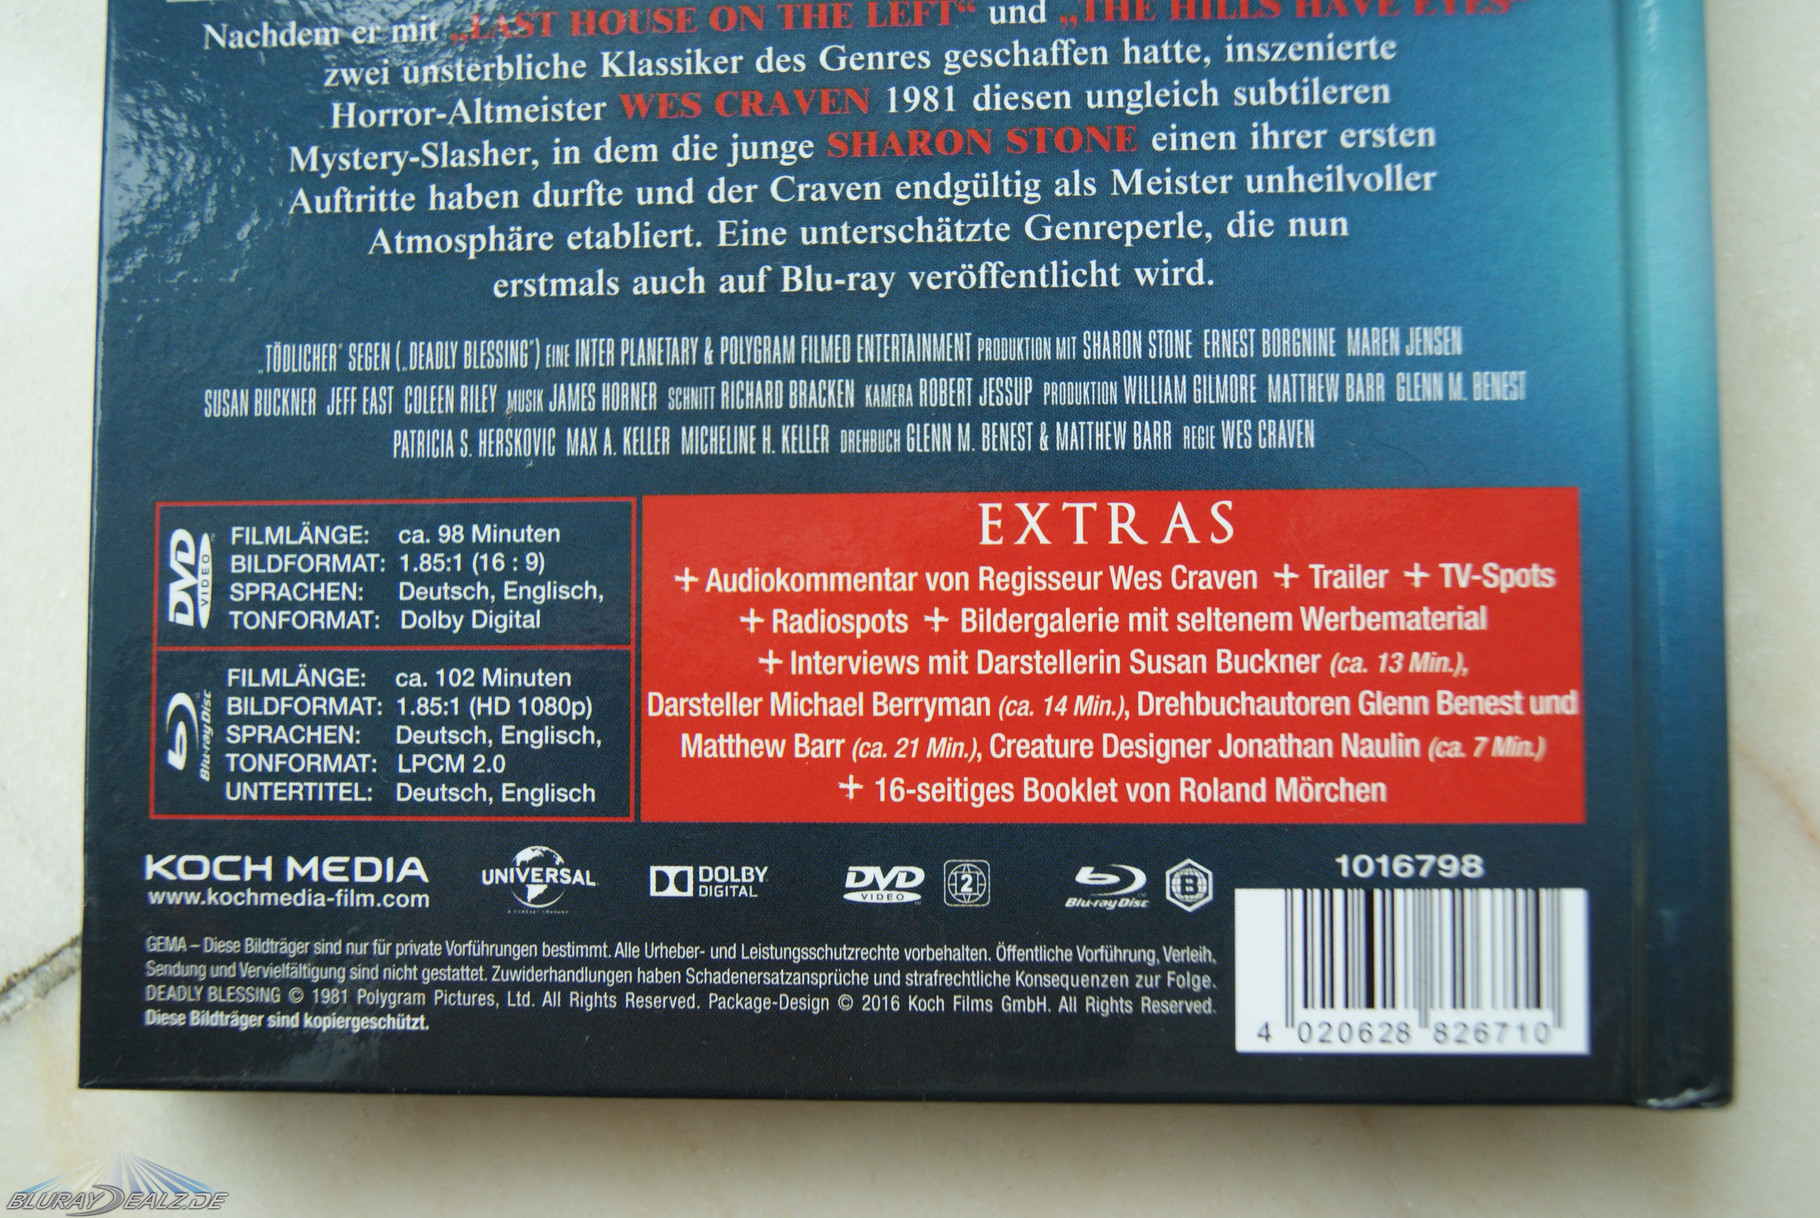 Nachdem er mit „LAST HOUSE ON THE LEFT“ und „THE HILLS HAVE EYES“
zwei unsterbliche Klassiker des Genres geschaffen hatte, inszenierte
Horror-Altmeister WES CRAVEN 1981 diesen ungleich subtileren
Mystery-Slasher, in dem die junge SHARON STONE einen ihrer ersten
Auftritte haben durfte und der Craven endgültig als Meister unheilvoller
Atmosphäre etabliert. Eine unterschätzte Genreperle, die nun
erstmals auch auf Blu-ray veröffentlicht wird.
„TÖDLICHER“ SEGEN („DEADLY BLESSING“) EINE INTER PLANETARY & POLYGRAM FILMED ENTERTAINMENT PRODUKTION MIT SHARON STONE ERNEST BORGNINE MAREN JENSEN
SUSAN BUCKNER JEFF EAST COLEEN RILEY MUSIK JAMES HORNER SCHNITT RICHARD BRACKEN KAMERA ROBERT JESSUP PRODUKTION WILLIAM GILMORE MATTHEW BARR GLENN M. BENEST
PATRICIA S. HERSKOVIC MAX A. KELLER MICHELINE H. KELLER DREHBUCH GLENN M. BENEST & MATTHEW BARR REGIE WES CRAVEN
DVD VIDEO
FILMLÄNGE: ca. 98 Minuten
BILDFORMAT: 1.85:1 (16 : 9)
SPRACHEN: Deutsch, Englisch,
TONFORMAT: Dolby Digital
Blu-ray Disc
FILMLÄNGE: ca. 102 Minuten
BILDFORMAT: 1.85:1 (HD 1080p)
SPRACHEN: Deutsch, Englisch,
TONFORMAT: LPCM 2.0
UNTERTITEL: Deutsch, Englisch
EXTRAS
+ Audiokommentar von Regisseur Wes Craven + Trailer + TV-Spots
+ Radiospots + Bildergalerie mit seltenem Werbematerial
+ Interviews mit Darstellerin Susan Buckner (ca. 13 Min.),
Darsteller Michael Berryman (ca. 14 Min.), Drehbuchautoren Glenn Benest und
Matthew Barr (ca. 21 Min.), Creature Designer Jonathan Naulin (ca. 7 Min.)
+ 16-seitiges Booklet von Roland Mörchen
KOCH MEDIA
www.kochmedia-film.com
UNIVERSAL
DOLBY DIGITAL
DVD VIDEO
2
Blu-ray Disc
B
1016798
GEMA – Diese Bildträger sind nur für private Vorführungen bestimmt. Alle Urheber- und Leistungsschutzrechte vorbehalten. Öffentliche Vorführung, Verleih,
Sendung und Vervielfältigung sind nicht gestattet. Zuwiderhandlungen haben Schadenersatzansprüche und strafrechtliche Konsequenzen zur Folge.
DEADLY BLESSING © 1981 Polygram Pictures, Ltd. All Rights Reserved. Package-Design © 2016 Koch Films GmbH. All Rights Reserved.
Diese Bildträger sind kopiergeschützt.
4 020628 826710
BLURAYDEALZ.DE